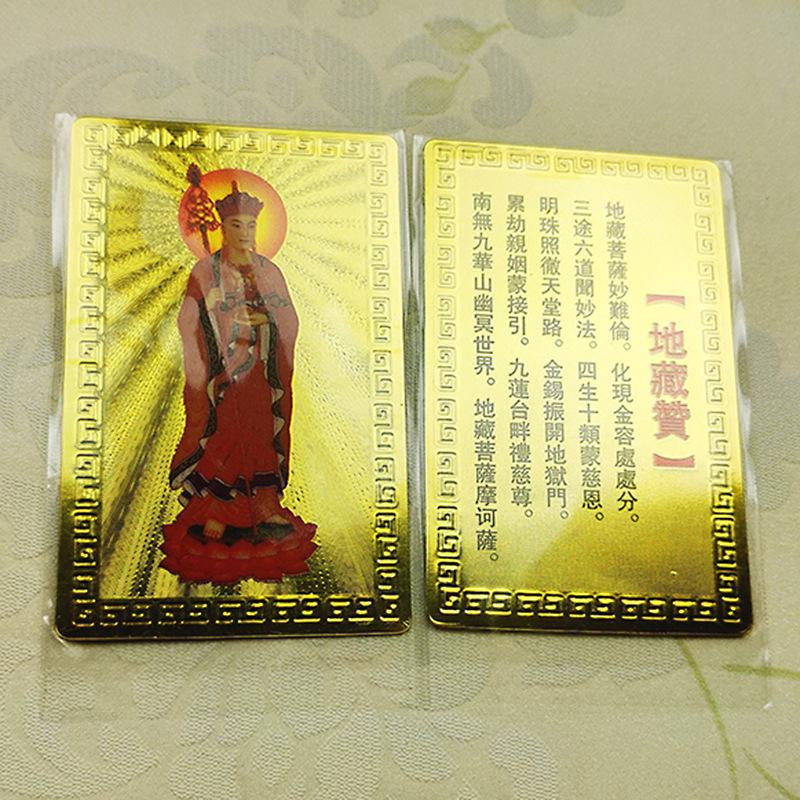 【地藏贊】
地藏菩薩妙難倫。化現金容處處分。
三途六道聞妙法。四生十類蒙慈恩。
明珠照徹天堂路。金錫振開地獄門。
累劫親姻蒙接引。九蓮台畔禮慈尊。
南無九華山幽冥世界。地藏菩薩摩诃薩。